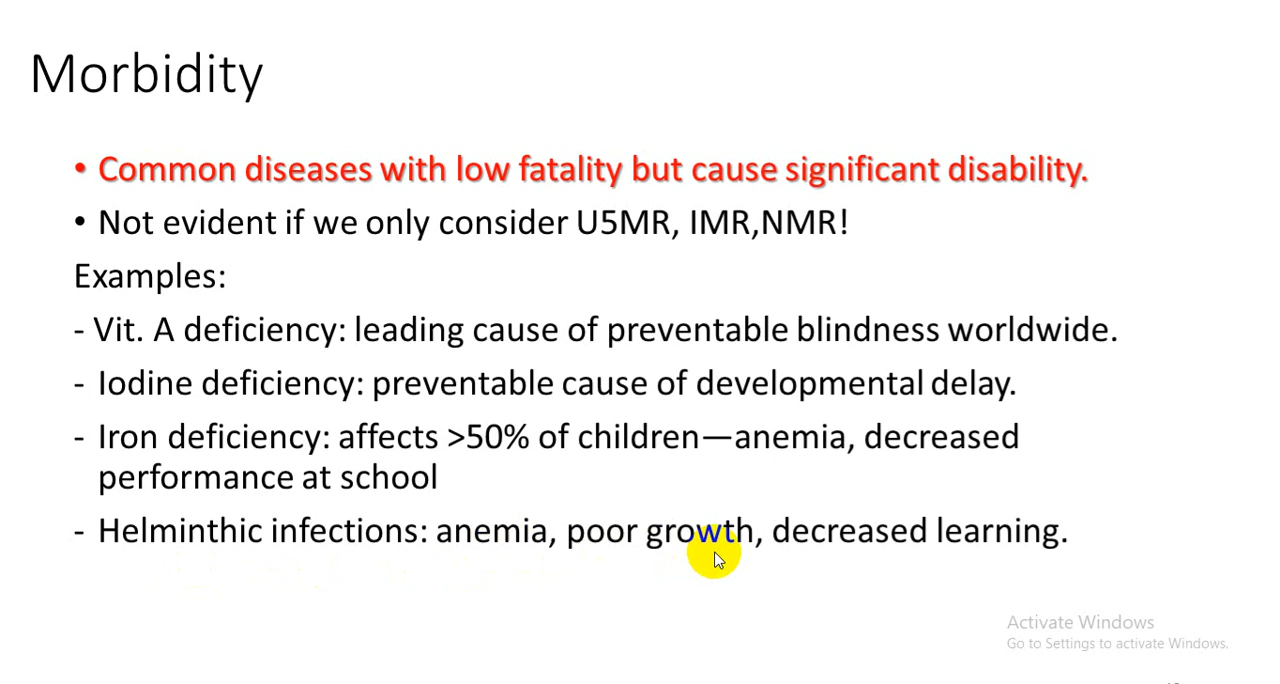 Morbidity
• Common diseases with low fatality but cause significant disability.
• Not evident if we only consider U5MR, IMR,NMR!
Examples:
- Vit. A deficiency: leading cause of preventable blindness worldwide.
- Iodine deficiency: preventable cause of developmental delay.
- Iron deficiency: affects >50% of children—anemia, decreased
performance at school
- Helminthic infections: anemia, poor growth, decreased learning.
Activate Windows
Go to Settings to activate Windows.